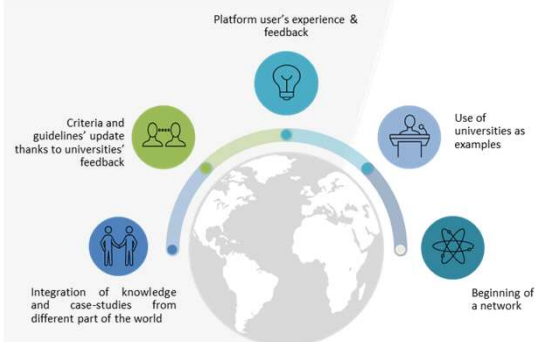 Platform user's experience &
feedback
Criteria and
guidelines' update
thanks to universities'
feedback
Use of
universities as
examples
Integration of knowledge
and case-studies from
different part of the world
Beginning of
a network